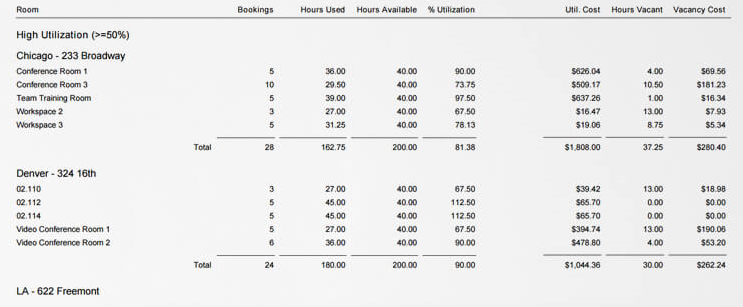 Room Bookings Hours Used Hours Available % Utilization Util. Cost Hours Vacant Vacancy Cost
High Utilization (>=50%)
Chicago - 233 Broadway
Conference Room 1 5 36.00 40.00 90.00 $626.04 4.00 $69.56
Conference Room 3 10 29.50 40.00 73.75 $509.17 10.50 $181.23
Team Training Room 5 39.00 40.00 97.50 $637.26 1.00 $16.34
Workspace 2 3 27.00 40.00 67.50 $16.47 13.00 $7.93
Workspace 3 5 31.25 40.00 78.13 $19.06 8.75 $5.34
Total 28 162.75 200.00 81.38 $1,808.00 37.25 $280.40
Denver - 324 16th
02.110 3 27.00 40.00 67.50 $39.42 13.00 $18.98
02.112 5 45.00 40.00 112.50 $65.70 0.00 $0.00
02.114 5 45.00 40.00 112.50 $65.70 0.00 $0.00
Video Conference Room 1 5 27.00 40.00 67.50 $394.74 13.00 $190.06
Video Conference Room 2 6 36.00 40.00 90.00 $478.80 4.00 $53.20
Total 24 180.00 200.00 90.00 $1,044.36 30.00 $262.24
LA - 622 Freemont